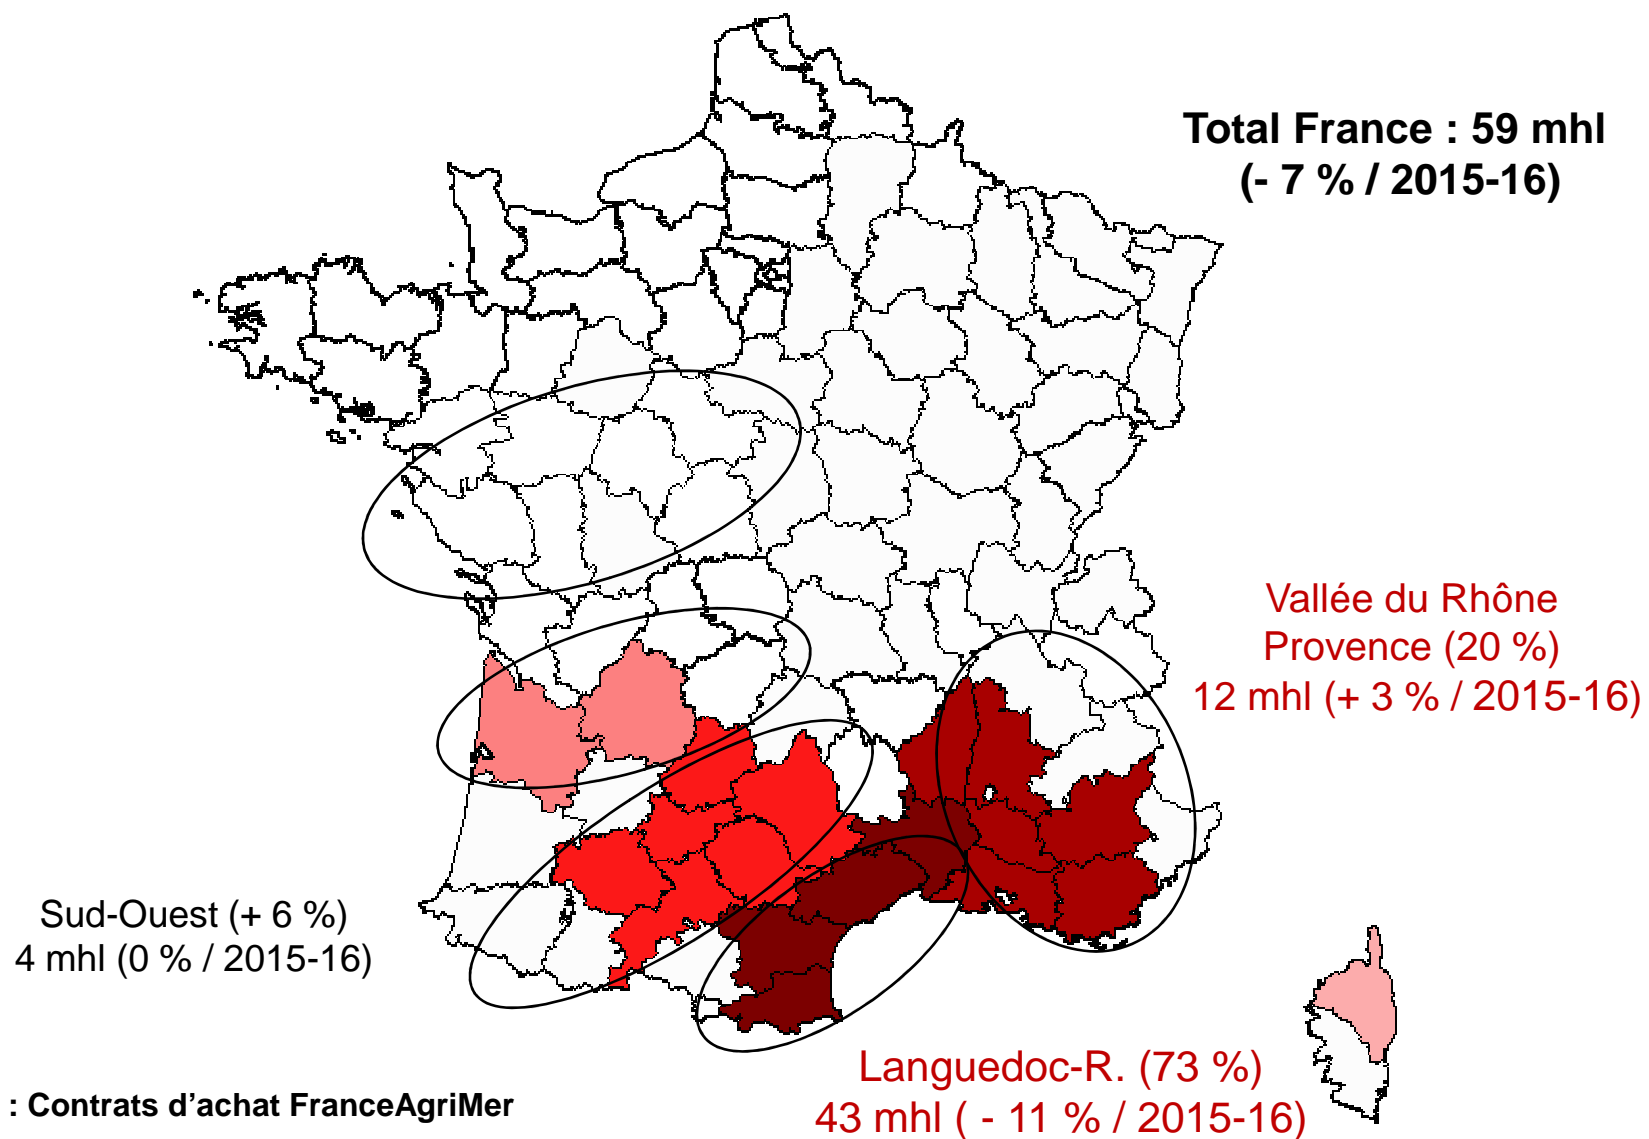 Total France : 59 mhl
(- 7 % / 2015-16)
Vallée du Rhône
Provence (20 %)
12 mhl (+ 3 % / 2015-16)
Sud-Ouest (+ 6 %)
4 mhl (0 % / 2015-16)
Languedoc-R. (73 %)
43 mhl ( - 11 % / 2015-16)
: Contrats d’achat FranceAgriMer